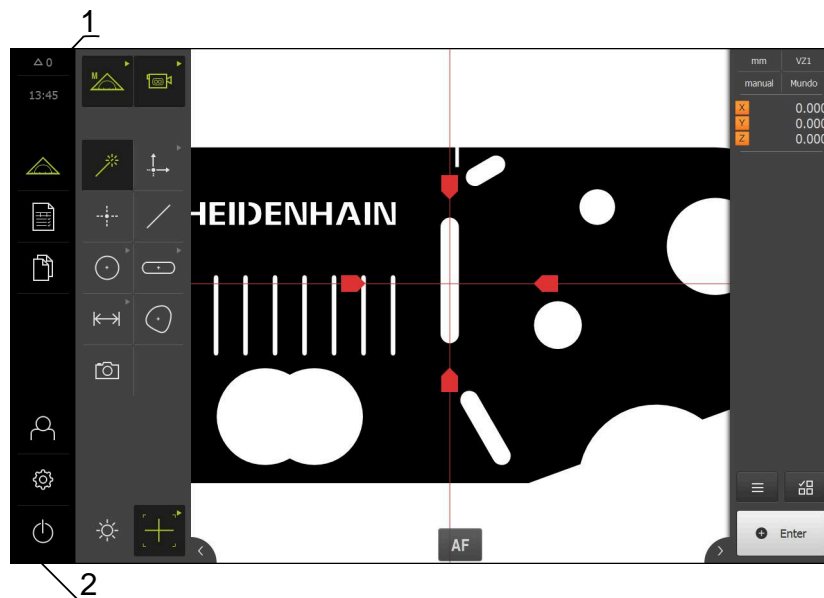 1
0
13:45
M
mm VZ1
manual Mundo
X 0.000
Y 0.000
Z 0.000
HEIDENHAIN
AF
Enter
2